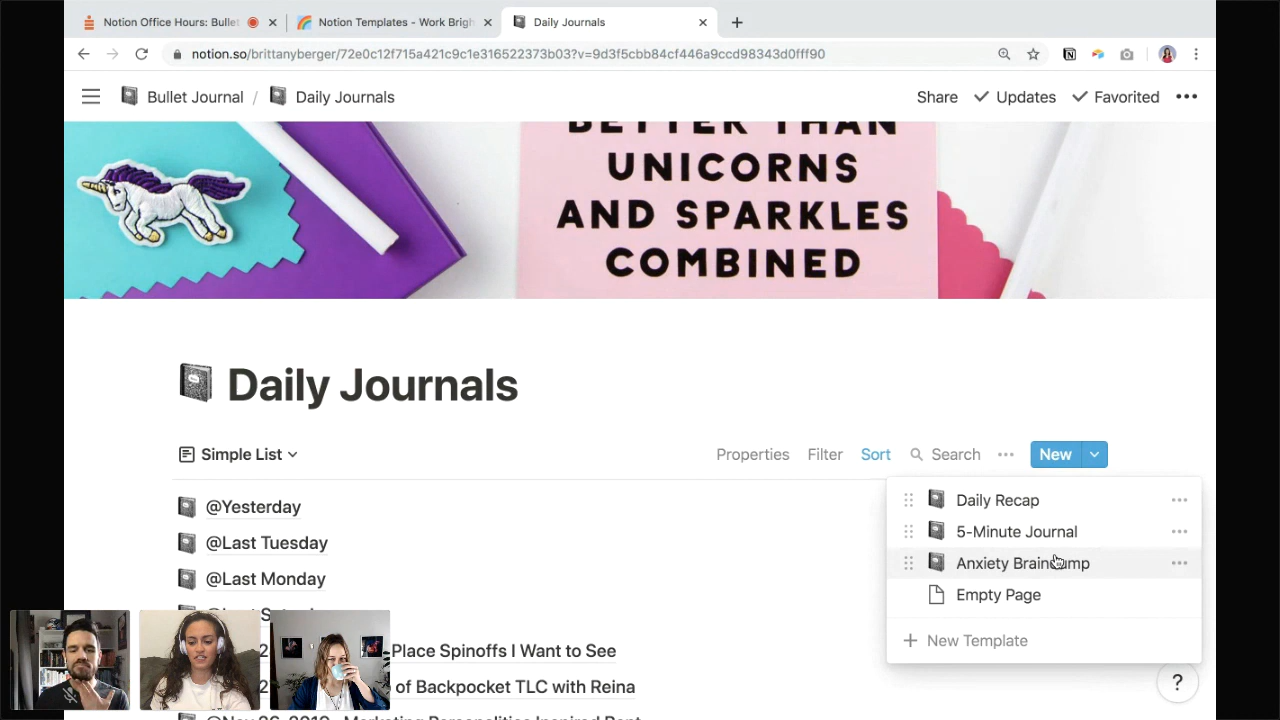 Notion Office Hours: Bullet
Notion Templates - Work Brigh
Daily Journals
notion.so/brittanyberger/72e0c12f715a421c9c1e316522373b03?v=9d3f5cbb84cf446a9ccd98343d0fff90
Bullet Journal / Daily Journals
Share Updates Favorited
BETTER THAN
UNICORNS
AND SPARKLES
COMBINED
Daily Journals
Simple List
Properties Filter Sort Search New
@Yesterday
@Last Tuesday
@Last Monday
Daily Recap
5-Minute Journal
Anxiety Braindump
Empty Page
New Template
Place Spinoffs I Want to See
of Backpocket TLC with Reina
?